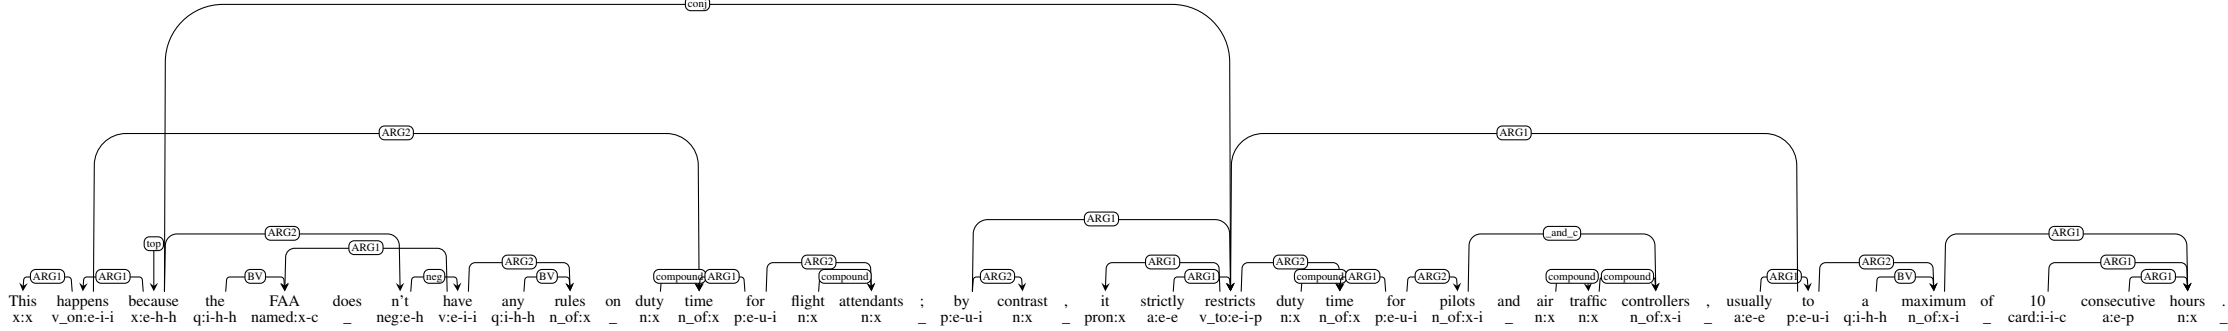 conj
ARG2 ARG1
ARG1
top ARG2 _and_c ARG1
ARG1
ARG2 ARG2 ARG1 ARG2 ARG2 ARG1
ARG1 ARG1 BV neg BV compound ARG1 compound ARG2 ARG1 compound ARG1 ARG2 compound compound ARG1 BV ARG1
This happens because the FAA does n't have any rules on duty time for flight attendants ; by contrast , it strictly restricts duty time for pilots and air traffic controllers , usually to a maximum of 10 consecutive hours .
x:x v_on:e-i-i x:e-h-h q:i-h-h named:x-c _ neg:e-h v:e-i-i q:i-h-h n_of:x _ n:x n_of:x p:e-u-i n:x n:x _ p:e-u-i n:x _ pron:x a:e-e v_to:e-i-p n:x n_of:x p:e-u-i n_of:x-i _ n:x n:x n_of:x-i _ a:e-e p:e-u-i q:i-h-h n_of:x-i _ card:i-i-c a:e-p n:x _